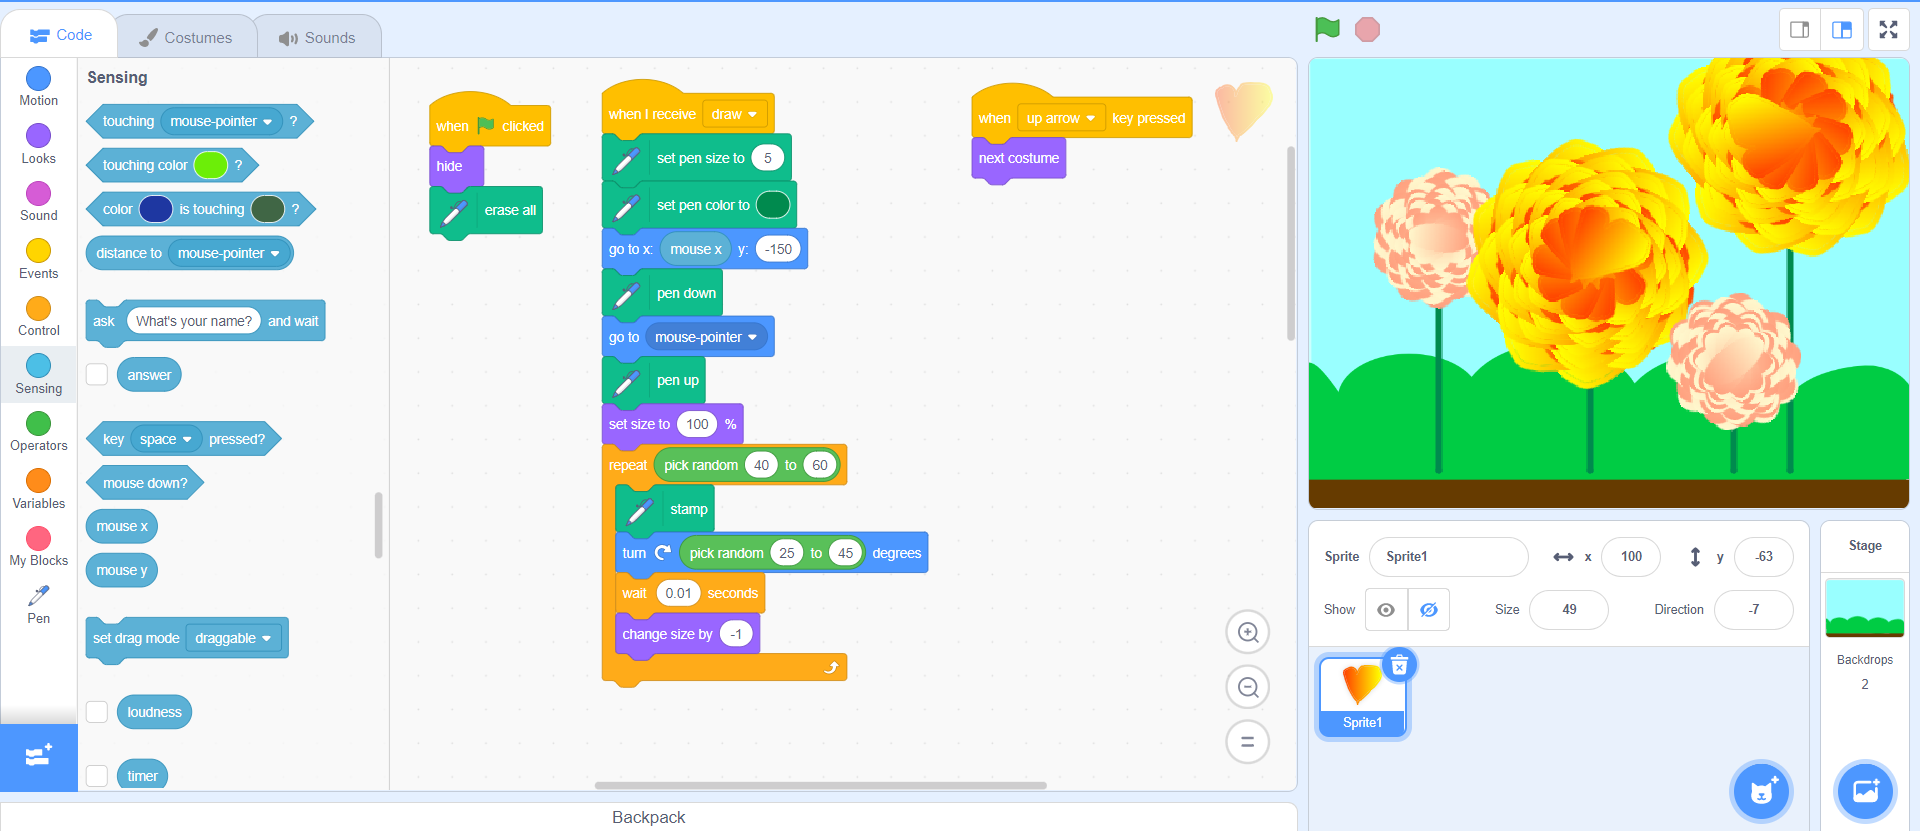 Code
Costumes
Sounds
Motion
Looks
Sound
Events
Control
Sensing
Operators
Variables
My Blocks
Pen
Sensing
touching mouse-pointer ?
touching color ?
color is touching ?
distance to mouse-pointer
ask What's your name? and wait
answer
key space pressed?
mouse down?
mouse x
mouse y
set drag mode draggable
loudness
timer
when clicked
hide
erase all
when I receive draw
set pen size to 5
set pen color to
go to x: mouse x y: -150
pen down
go to mouse-pointer
pen up
set size to 100 %
repeat pick random 40 to 60
stamp
turn pick random 25 to 45 degrees
wait 0.01 seconds
change size by -1
when up arrow key pressed
next costume
Backpack
Sprite Sprite1 x 100 y -63
Show Size 49 Direction -7
Sprite1
Stage
Backdrops
2